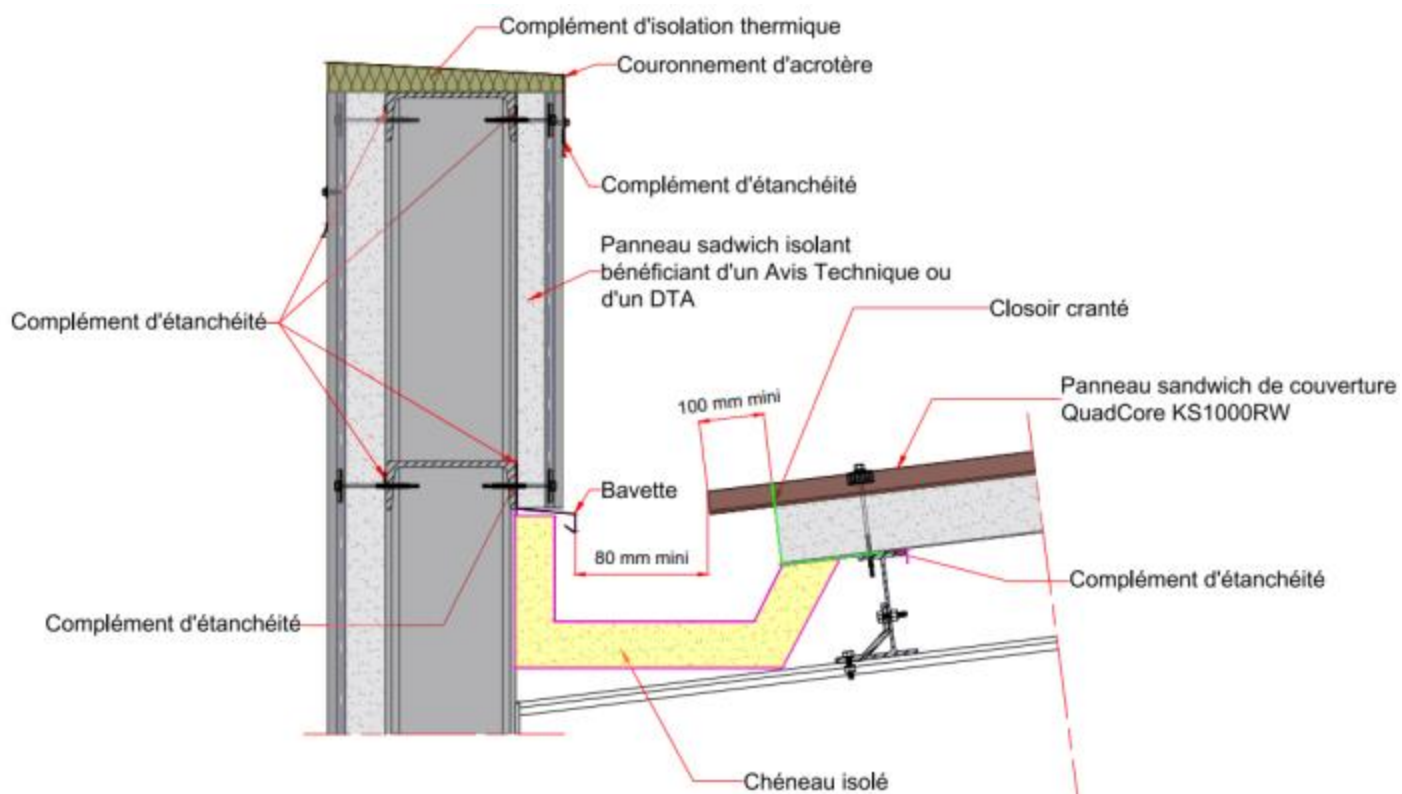 Complément d'isolation thermique
Couronnement d'acrotère
Complément d'étanchéité
Panneau sadwich isolant
bénéficiant d'un Avis Technique ou
d'un DTA
Closoir cranté
Complément d'étanchéité
Panneau sandwich de couverture
QuadCore KS1000RW
100 mm mini
Bavette
80 mm mini
Complément d'étanchéité
Complément d'étanchéité
Chéneau isolé